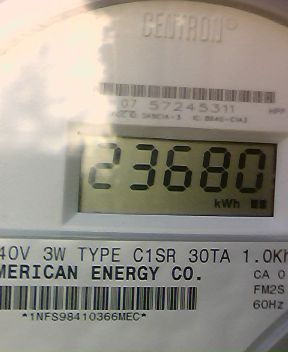 CENTRON
07 57245311
23680
kWh
40V 3W TYPE C1SR 30TA 1.0Kh
MERICAN ENERGY CO.
CA 0
FM2S
60Hz
*1NFS98410366MEC*